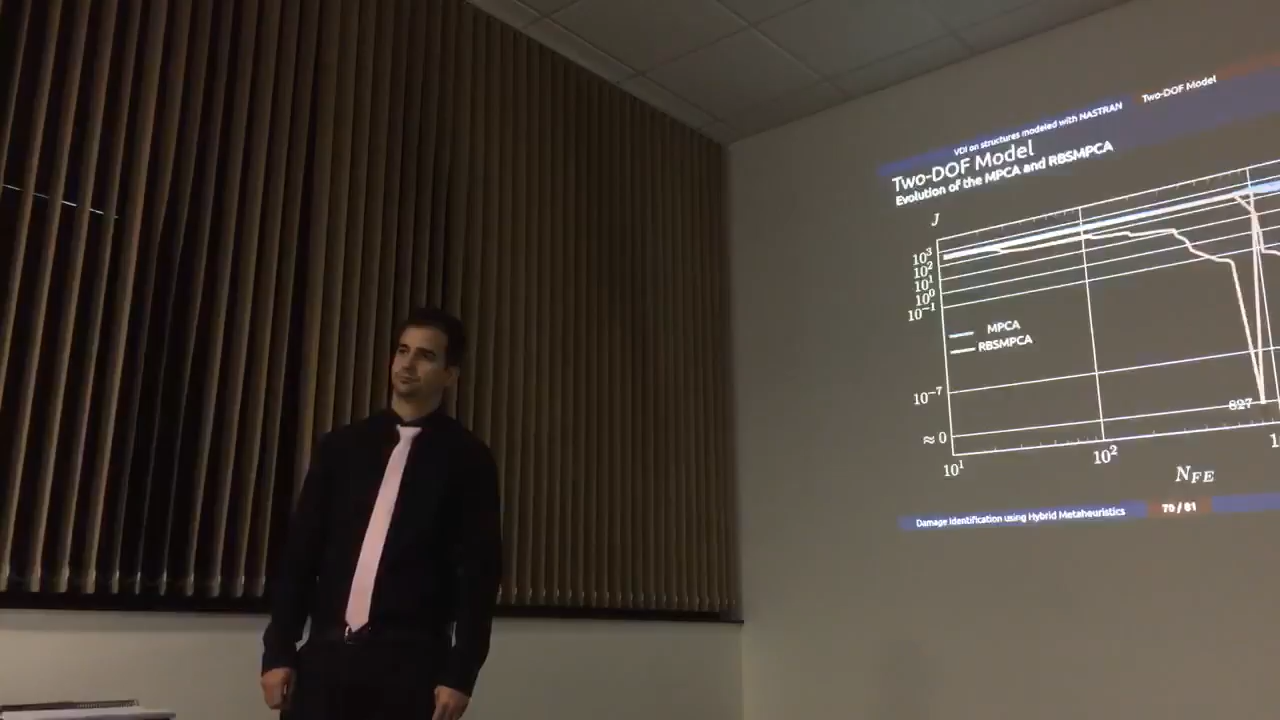 VDI on structures modeled with NASTRAN Two-DOF Model
Two-DOF Model
Evolution of the MPCA and RBSMPCA
J
10³
10²
10¹
10⁰
10⁻¹
MPCA
RBSMPCA
10⁻⁷
827
≈ 0
10¹ 10²
N_FE
Damage Identification using Hybrid Metaheuristics 70 / 81